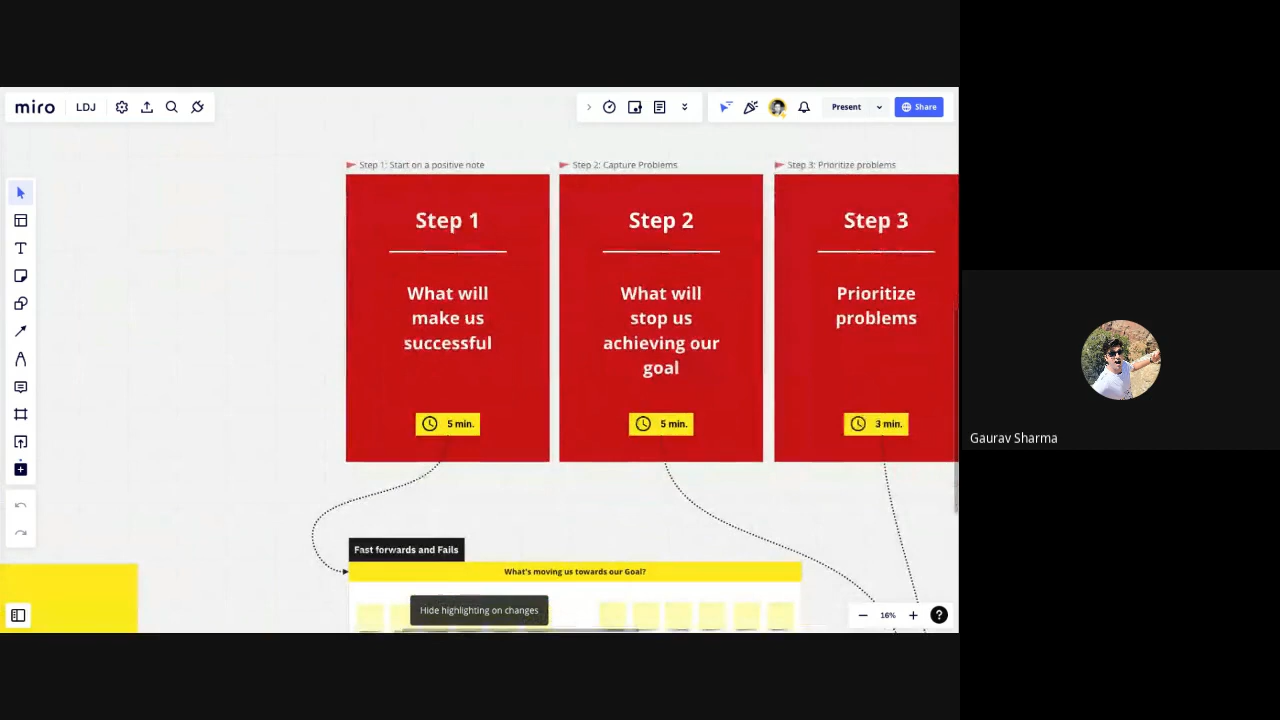 miro
LDJ
Present
Share
Step 1: Start on a positive note
Step 2: Capture Problems
Step 3: Prioritize problems
Step 1
What will
make us
successful
5 min.
Step 2
What will
stop us
achieving our
goal
5 min.
Step 3
Prioritize
problems
3 min.
Gaurav Sharma
Fast forwards and Fails
What's moving us towards our Goal?
Hide highlighting on changes
16%